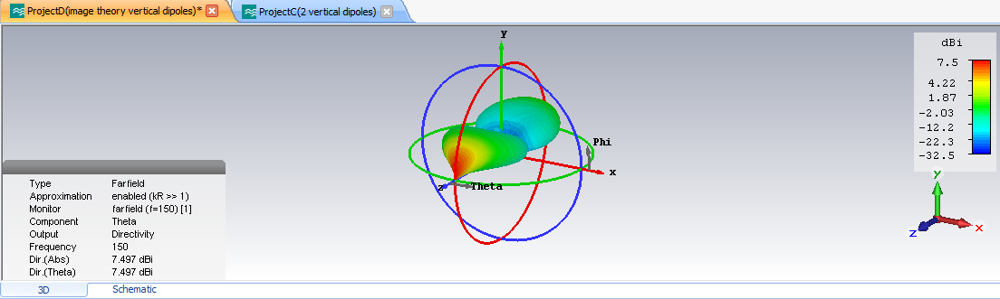 ProjectD(image theory vertical dipoles)*
ProjectC(2 vertical dipoles)
y
dBi
7.5
4.22
1.87
-2.03
-12.2
-22.3
-32.5
Phi
x
z
Theta
Type Farfield
Approximation enabled (kR >> 1)
Monitor farfield (f=150) [1]
Component Theta
Output Directivity
Frequency 150
Dir.(Abs) 7.497 dBi
Dir.(Theta) 7.497 dBi
y
x
z
3D
Schematic